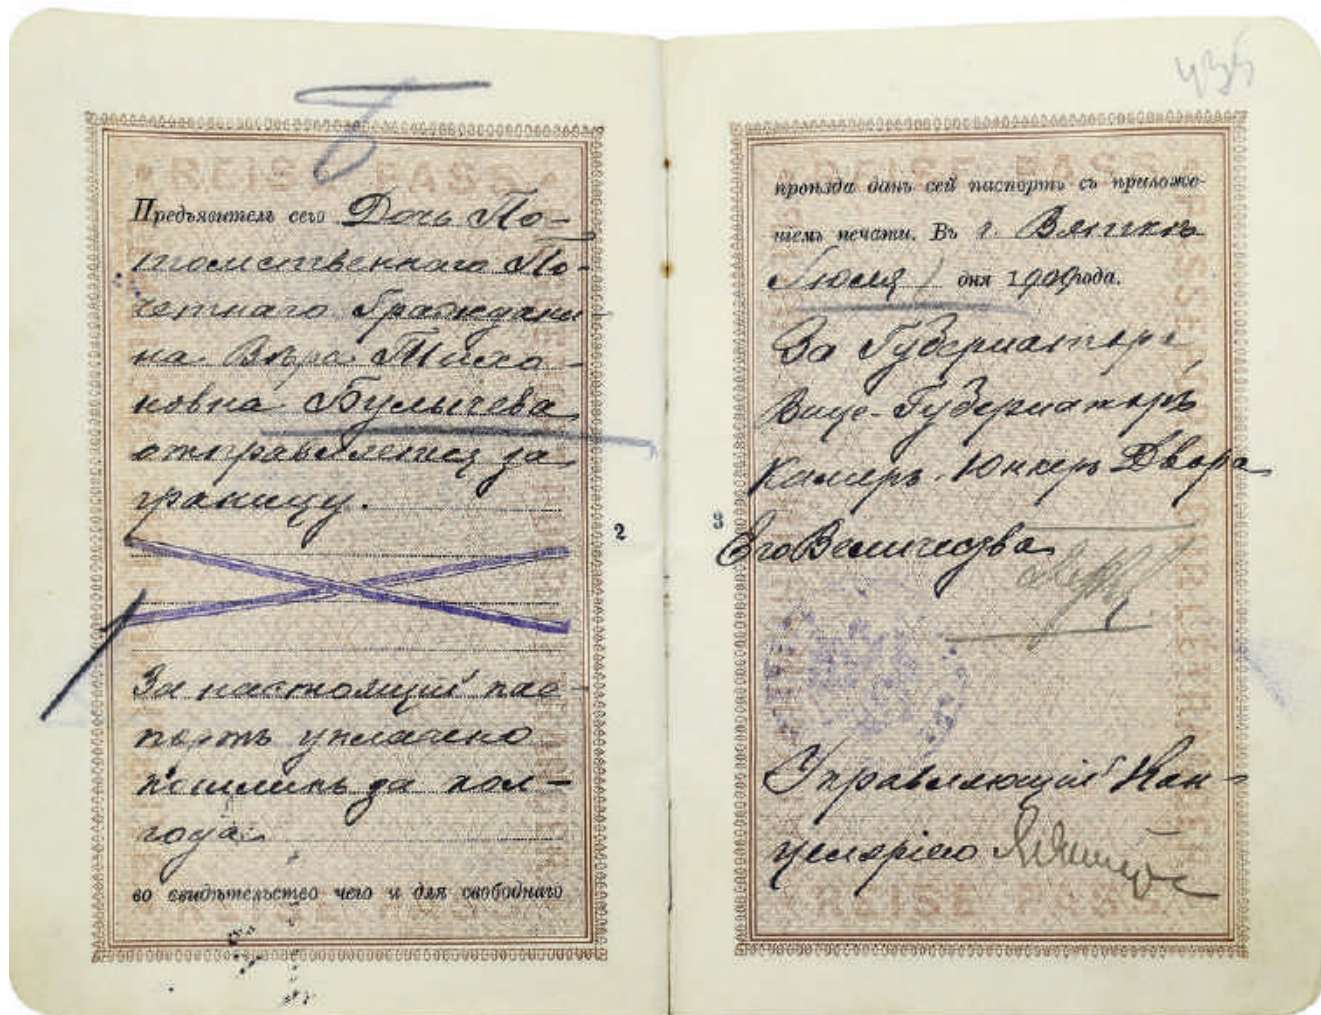 Предъявитель сего Дочь По-
томственнаго По-
четнаго Граждани-
на Вѣра Тихо-
новна Булычева
отправляется за
границу.
2
За настоящій пас-
портъ уплачено
пошлинъ за пол-
года.
во свидѣтельство чего и для свободнаго
435
проѣзда данъ сей паспортъ съ приложе-
ніемъ печати. Въ г. Вяткѣ
Іюля дня 1909 года.
За Губернатора,
Вице-Губернаторъ
Камеръ-Юнкеръ Двора
3
Его Величества
Управляющій Кан-
целяріею
REISE PASS